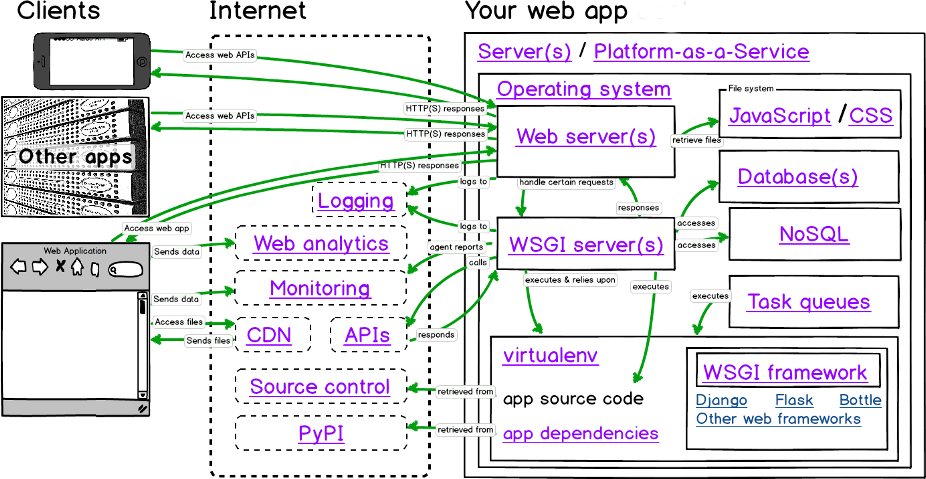 Clients
Internet
Your web app
Server(s) / Platform-as-a-Service
Operating system
Access web APIs
HTTP(S) responses
Web server(s)
File system
JavaScript / CSS
retrieve files
Access web APIs
HTTP(S) responses
Other apps
HTTP(S) responses
Database(s)
logs to
handle certain requests
Logging
responses
Access web app
logs to
accesses
NoSQL
Web Application
Sends data
Web analytics
agent reports
WSGI server(s)
accesses
calls
Monitoring
executes & relies upon
executes
Sends data
executes
Task queues
Access files
CDN
APIs
responds
Sends files
virtualenv
WSGI framework
Source control
retrieved from
app source code
Django Flask Bottle
Other web frameworks
PyPI
retrieved from
app dependencies